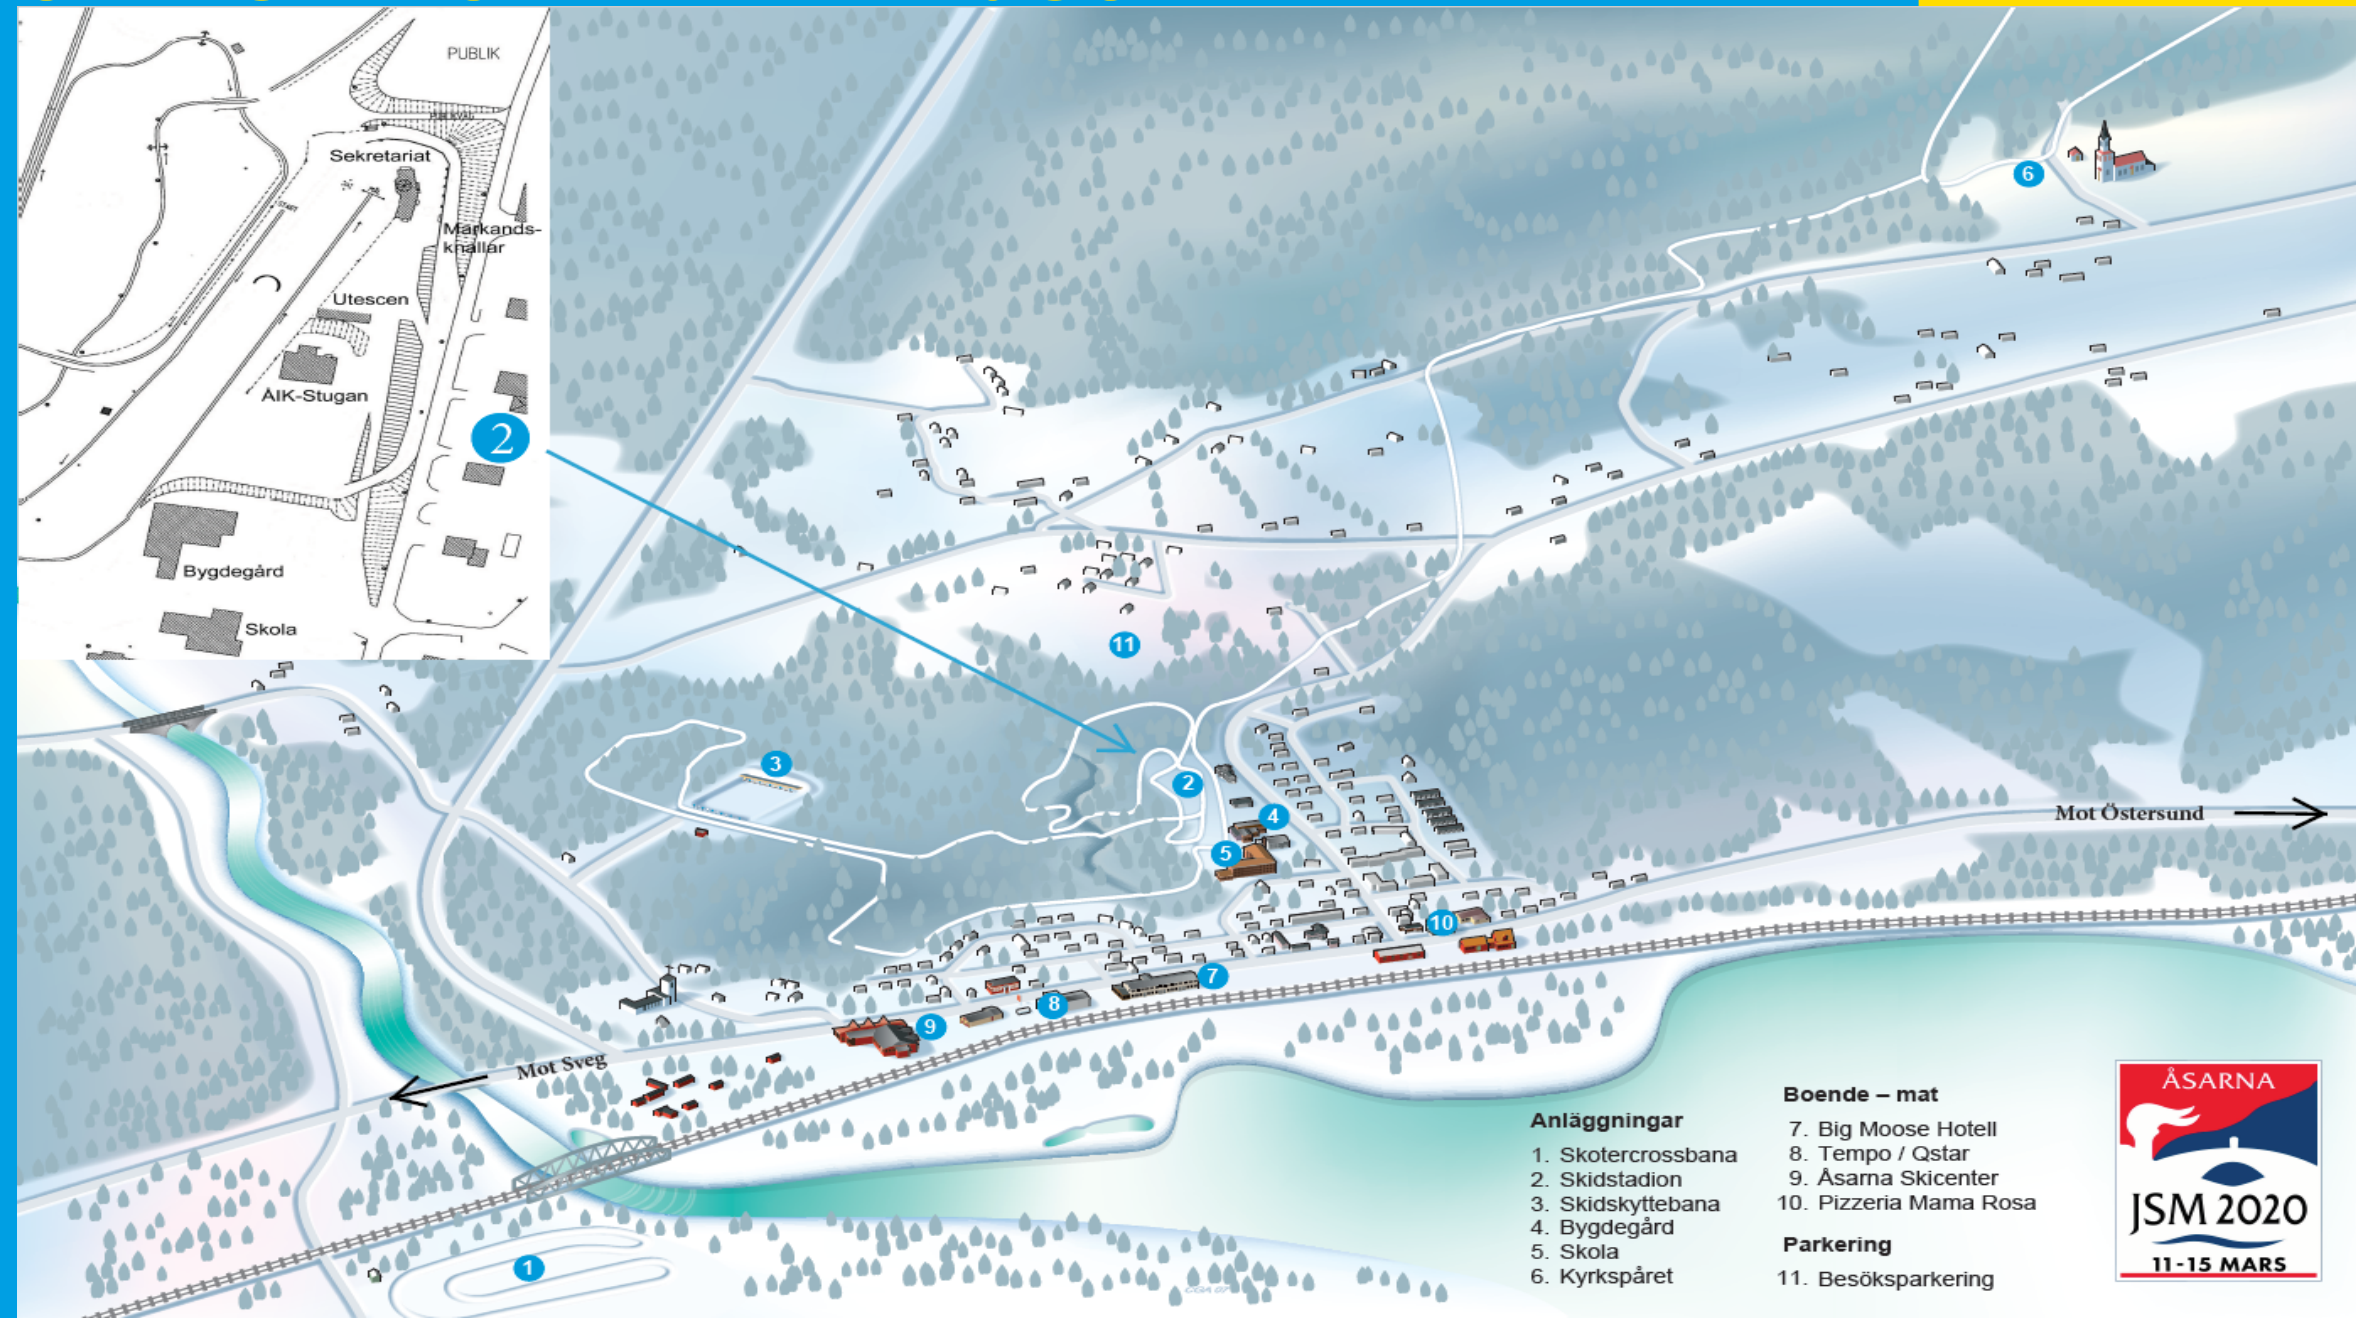 PUBLIK
Sekretariat
START
Markands-
knallar
Utescen
ÅIK-Stugan
2
Bygdegård
Skola
6
11
3
2
4
5
10
7
8
9
1
Mot Östersund
Mot Sveg
Anläggningar
1. Skotercrossbana
2. Skidstadion
3. Skidskyttebana
4. Bygdegård
5. Skola
6. Kyrkspåret
Boende – mat
7. Big Moose Hotell
8. Tempo / Qstar
9. Åsarna Skicenter
10. Pizzeria Mama Rosa
Parkering
11. Besöksparkering
ÅSARNA
JSM 2020
11-15 MARS